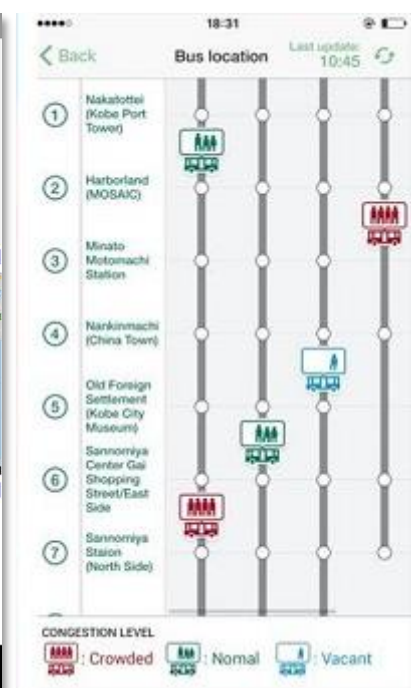 18:31
Back
Bus location
Last update:
10:45
1
Nakatottei
(Kobe Port
Tower)
2
Harborland
(MOSAIC)
3
Minato
Motomachi
Station
4
Nankinmachi
(China Town)
5
Old Foreign
Settlement
(Kobe City
Museum)
6
Sannomiya
Center Gai
Shopping
Street/East
Side
7
Sannomiya
Staion
(North Side)
CONGESTION LEVEL
: Crowded
: Nomal
: Vacant